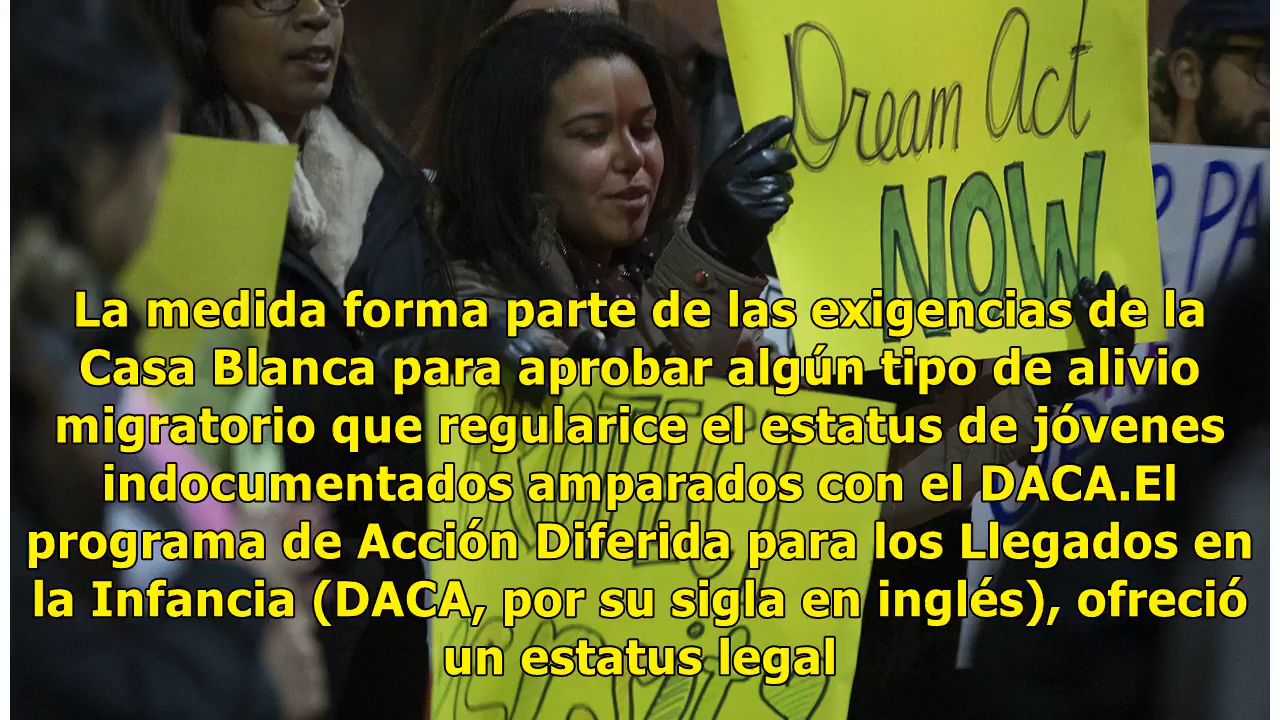 Dream Act
NOW
PA
La medida forma parte de las exigencias de la
Casa Blanca para aprobar algún tipo de alivio
migratorio que regularice el estatus de jóvenes
indocumentados amparados con el DACA.El
programa de Acción Diferida para los Llegados en
la Infancia (DACA, por su sigla en inglés), ofreció
un estatus legal
PROTECT